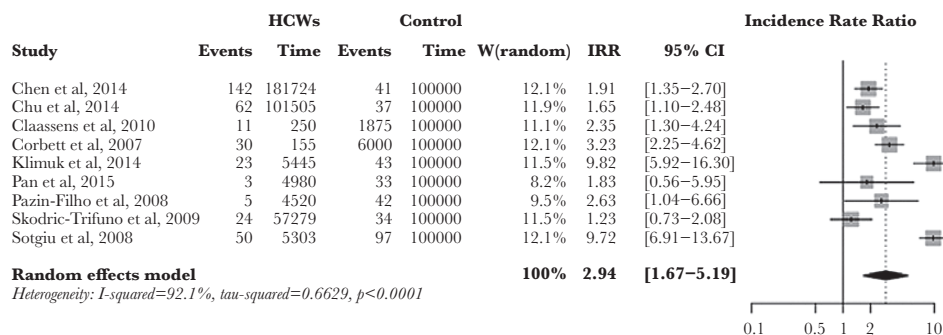 HCWs Control Incidence Rate Ratio
Study Events Time Events Time W(random) IRR 95% CI
Chen et al, 2014 142 181724 41 100000 12.1% 1.91 [1.35−2.70]
Chu et al, 2014 62 101505 37 100000 11.9% 1.65 [1.10−2.48]
Claassens et al, 2010 11 250 1875 100000 11.1% 2.35 [1.30−4.24]
Corbett et al, 2007 30 155 6000 100000 12.1% 3.23 [2.25−4.62]
Klimuk et al, 2014 23 5445 43 100000 11.5% 9.82 [5.92−16.30]
Pan et al, 2015 3 4980 33 100000 8.2% 1.83 [0.56−5.95]
Pazin-Filho et al, 2008 5 4520 42 100000 9.5% 2.63 [1.04−6.66]
Skodric-Trifuno et al, 2009 24 57279 34 100000 11.5% 1.23 [0.73−2.08]
Sotgiu et al, 2008 50 5303 97 100000 12.1% 9.72 [6.91−13.67]
Random effects model 100% 2.94 [1.67−5.19]
Heterogeneity: I-squared=92.1%, tau-squared=0.6629, p<0.0001
0.1 0.5 1 2 10